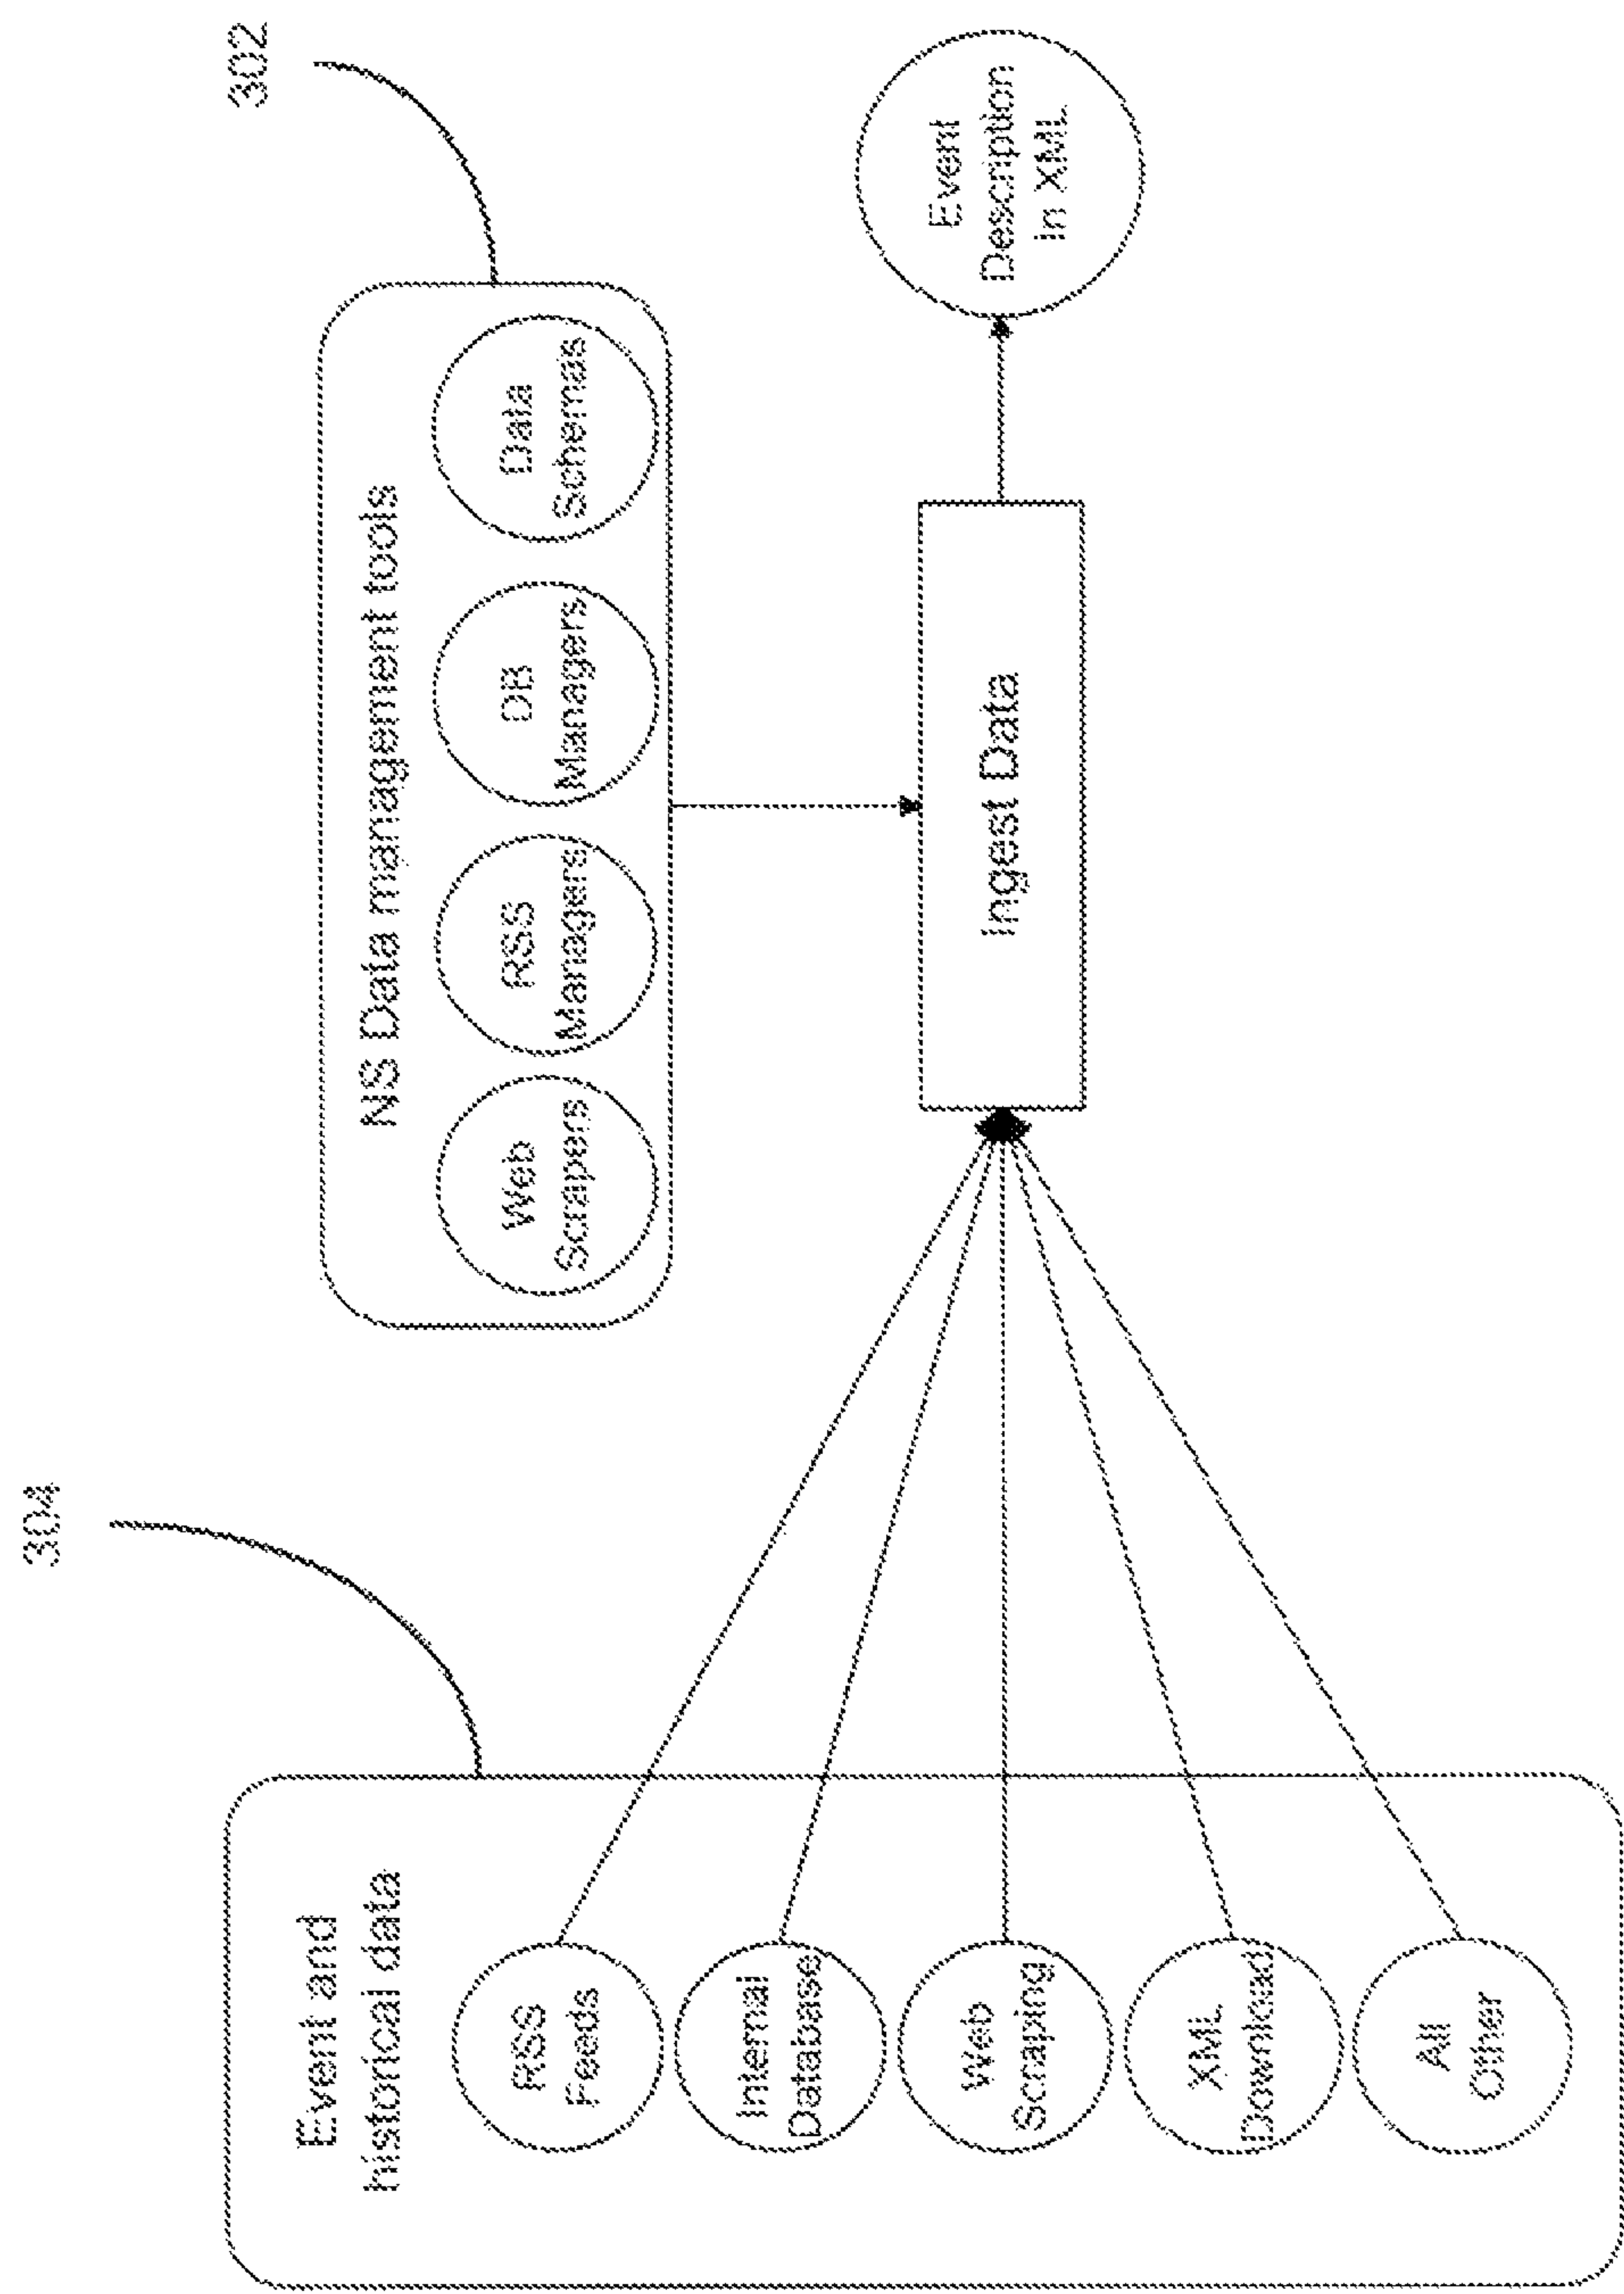 304
302
Event and
historical data
RSS
Feeds
Internal
Database
Web
Scraping
XML
Download
All
Other
NS Data management tools
Web
Scrapers
RSS
Managers
DB
Managers
Data
Schemas
Ingest Data
Event
Description
In XML